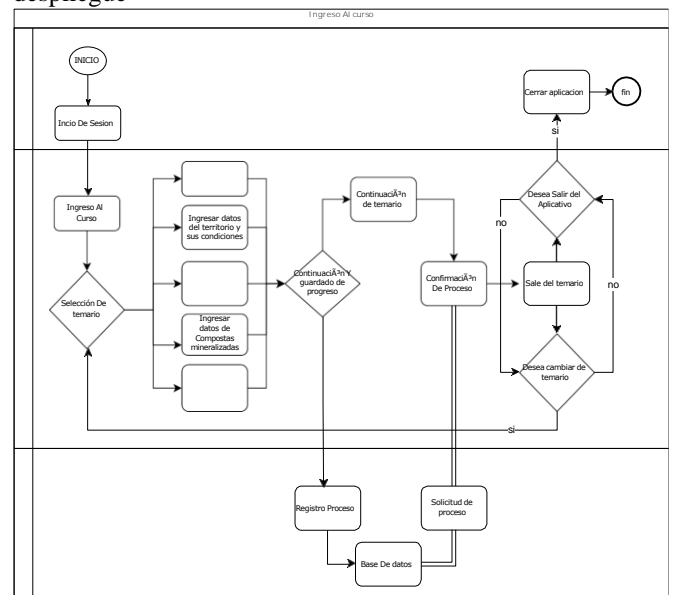 despliegue
Ingreso Al curso
INICIO
Incio De Sesion
Cerrar aplicacion
fin
si
Ingreso Al
Curso
Ingresar datos
del territorio y
sus condiciones
ContinuaciÃ³n
de temario
Desea Salir del
Aplicativo
no
Selección De
temario
Ingresar
datos de
Compostas
mineralizadas
ContinuaciÃ³n Y
guardado de
progreso
ConfirmaciÃ³n
De Proceso
Sale del temario
no
Desea cambiar de
temario
si
Registro Proceso
Solicitud de
proceso
Base De datos